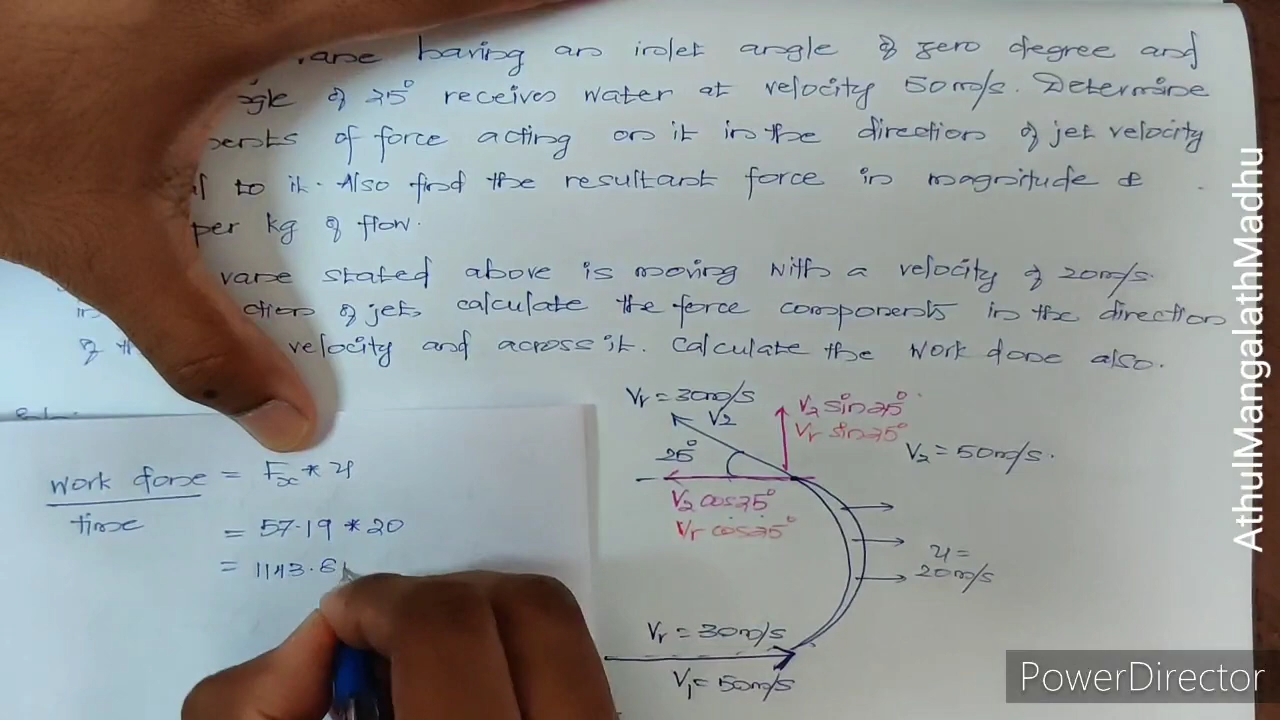 vane having an inlet angle of zero degree and
of 25° receives water at velocity 50m/s. Determine
of force acting on it in the direction of jet velocity
to it. Also find the resultant force in magnitude &
per kg of flow.
vane stated above is moving with a velocity of 20m/s.
of jet, calculate the force components in the direction
of velocity and across it. Calculate the work done also.
Work done = Fx * u
time
= 57.19 * 20
= 1143.8
Vr = 30m/s
V2
25°
V2 sin25°
Vr sin25°
V2 = 50m/s.
V2 cos25°
Vr cos25°
u =
20m/s
Vr = 30m/s
V1 = 50m/s
AthulMangalathMadhu
PowerDirector